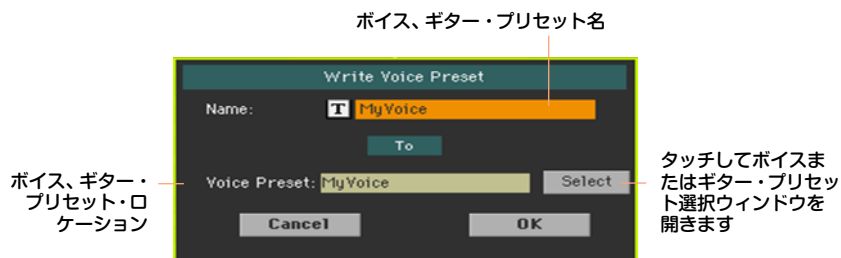 ボイス、ギター・プリセット名
Write Voice Preset
Name: T MyVoice
To
ボイス、ギター・
プリセット・ロ
ケーション
Voice Preset: MyVoice Select
タッチしてボイスま
たはギター・プリセッ
ト選択ウィンドウを
開きます
Cancel OK